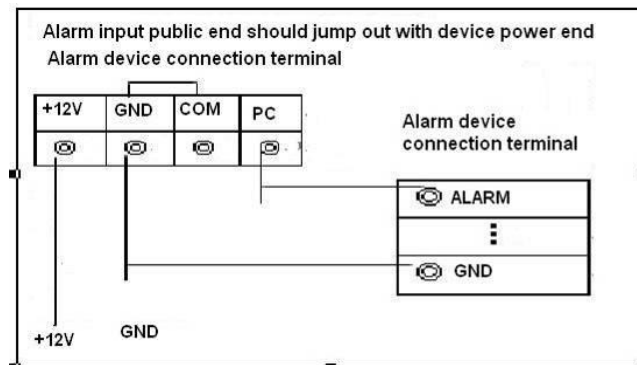 Alarm input public end should jump out with device power end
Alarm device connection terminal
+12V GND COM PC
Alarm device
connection terminal
ALARM
GND
+12V GND